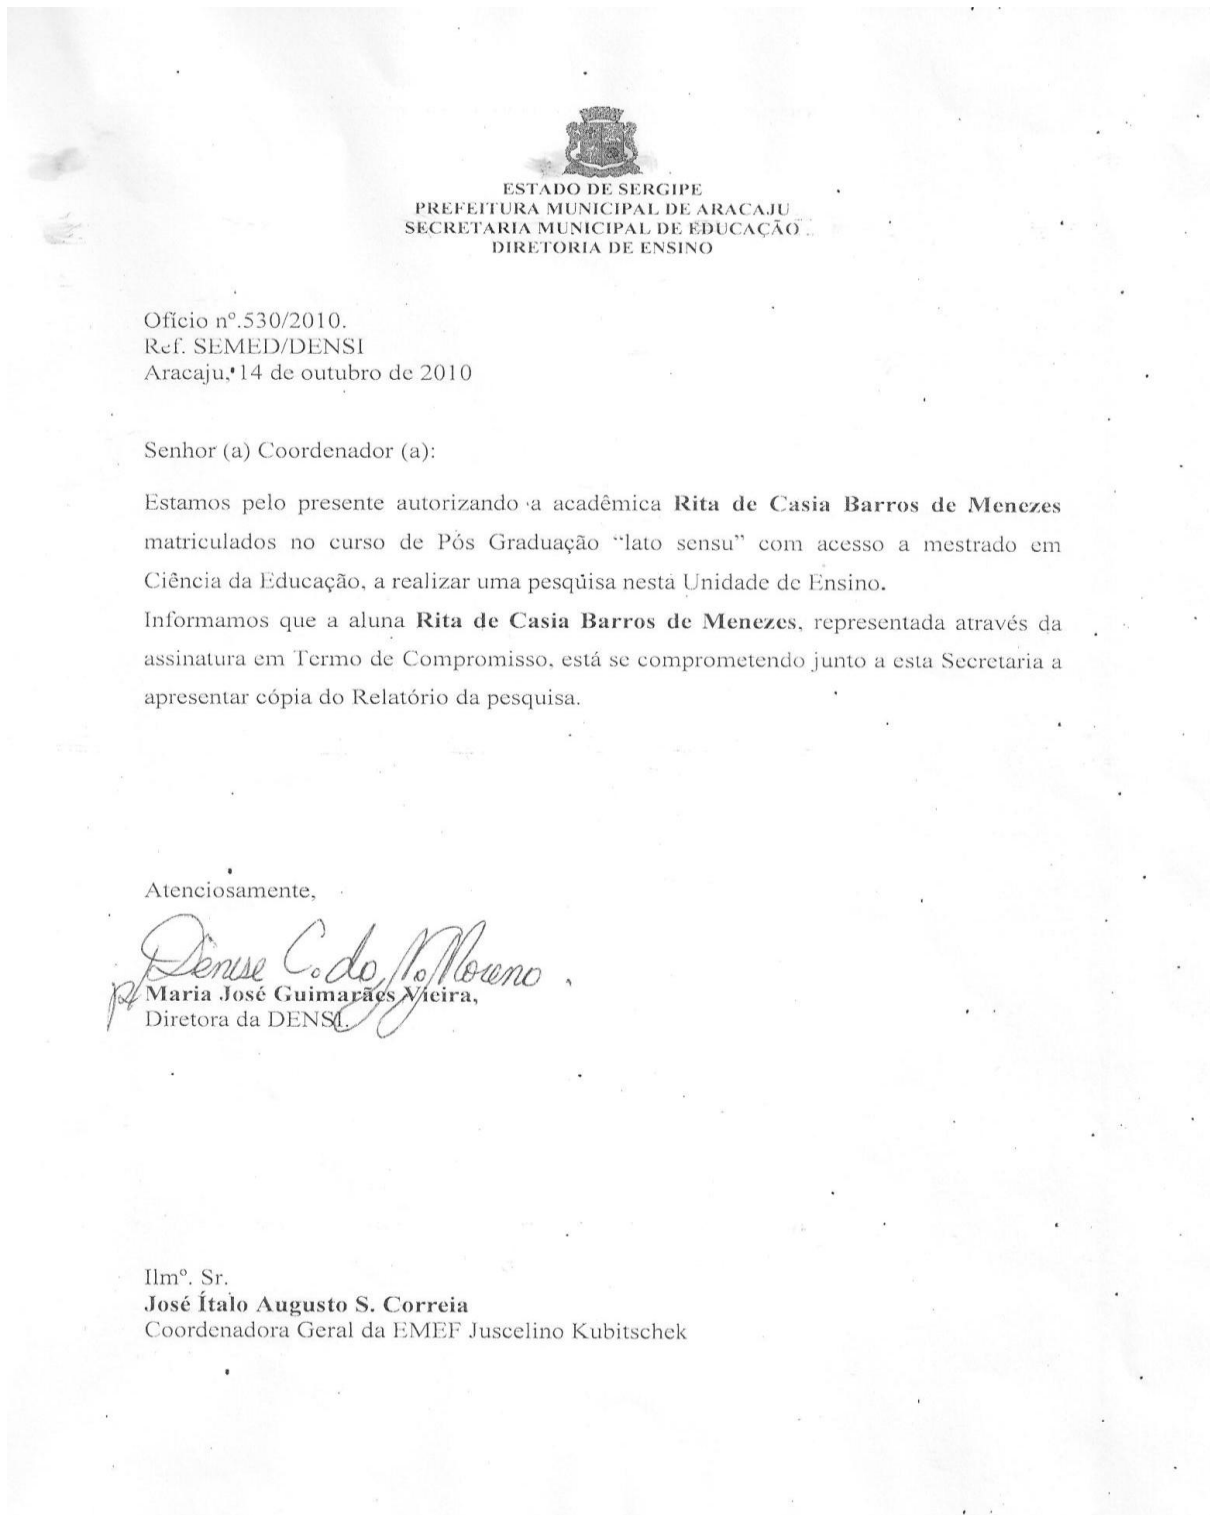 ESTADO DE SERGIPE
PREFEITURA MUNICIPAL DE ARACAJU
SECRETARIA MUNICIPAL DE EDUCAÇÃO
DIRETORIA DE ENSINO
Ofício nº.530/2010.
Ref. SEMED/DENSI
Aracaju, 14 de outubro de 2010
Senhor (a) Coordenador (a):
Estamos pelo presente autorizando a acadêmica Rita de Casia Barros de Menezes
matriculados no curso de Pós Graduação “lato sensu” com acesso a mestrado em
Ciência da Educação, a realizar uma pesquisa nesta Unidade de Ensino.
Informamos que a aluna Rita de Casia Barros de Menezes, representada através da
assinatura em Termo de Compromisso, está se comprometendo junto a esta Secretaria a
apresentar cópia do Relatório da pesquisa.
Atenciosamente,
Denise C. do N. Moreno
p/ Maria José Guimarães Vieira,
Diretora da DENSI.
Ilmº. Sr.
José Ítalo Augusto S. Correia
Coordenadora Geral da EMEF Juscelino Kubitschek